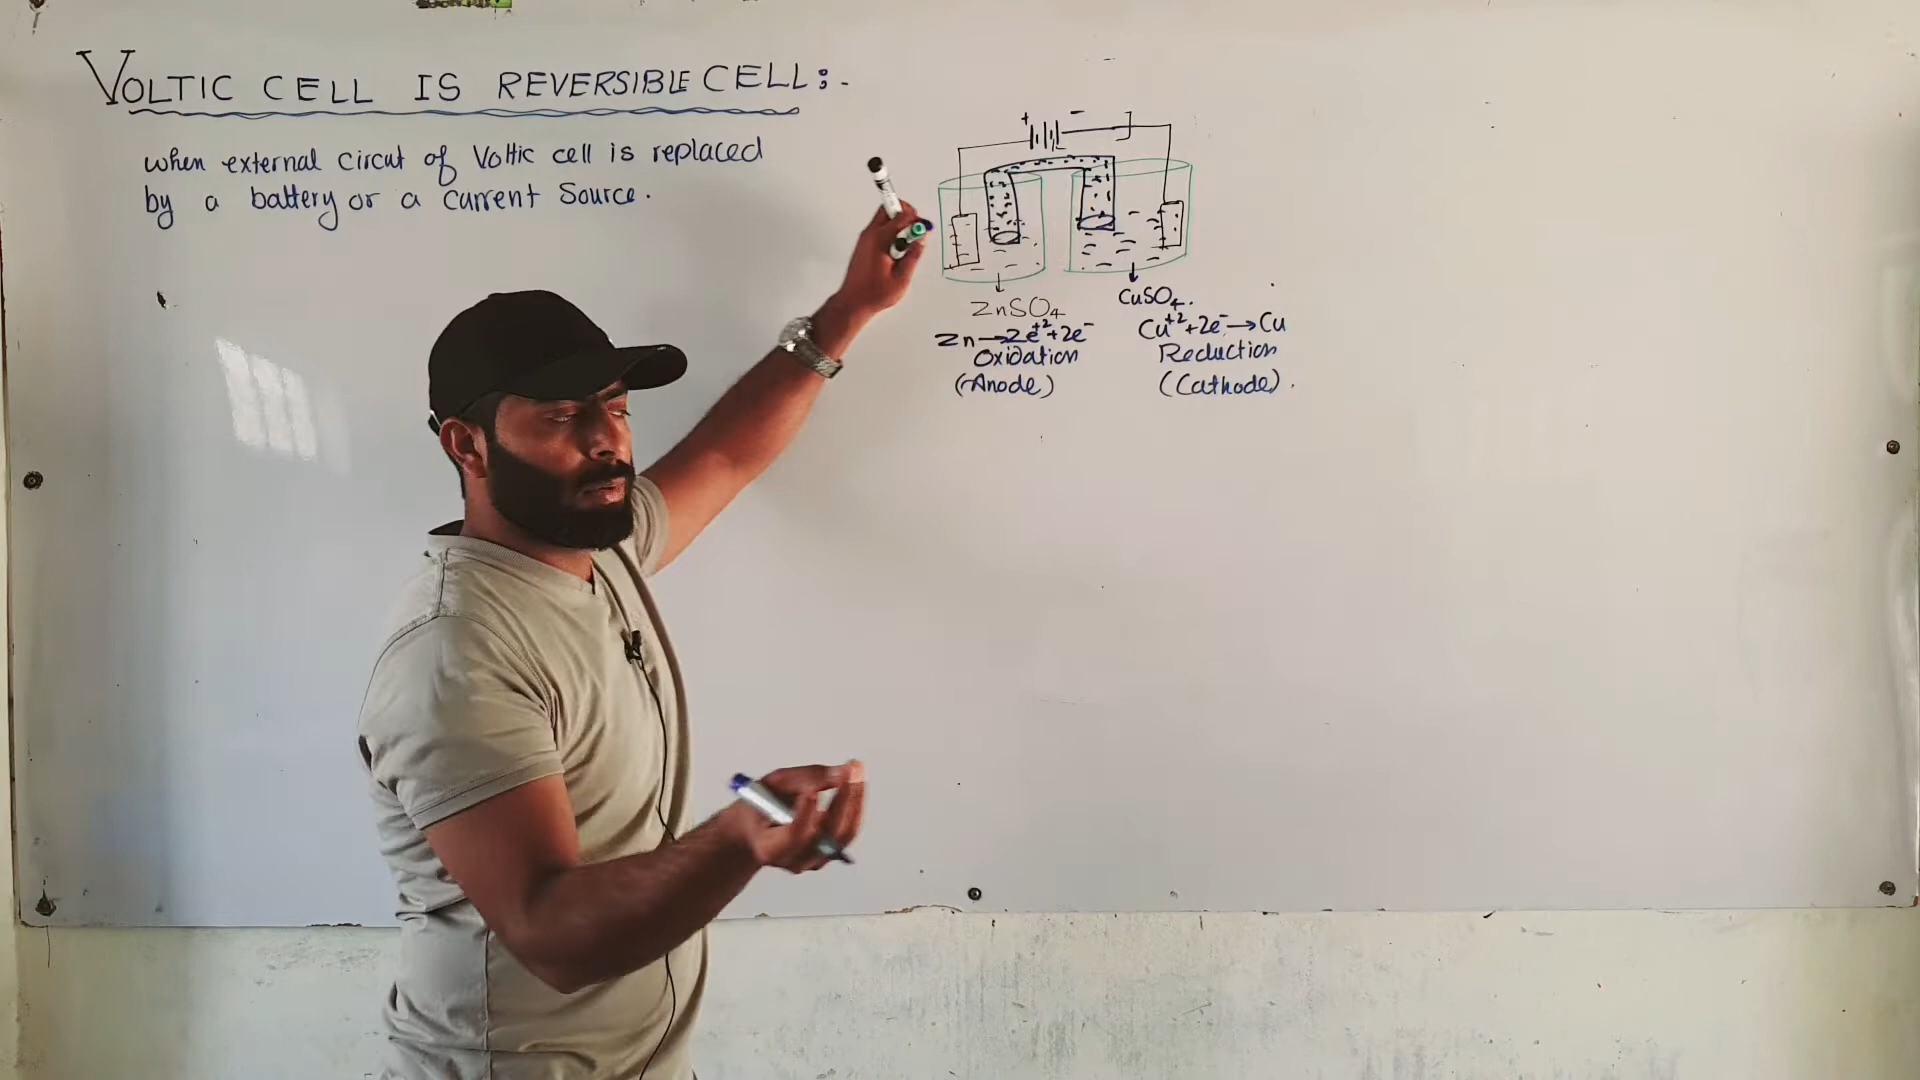 VOLTIC CELL IS REVERSIBLE CELL:-
when external circut of Voltic cell is replaced
by a battery or a current Source.
+ -
ZnSO4
Zn→Ze+2+2e-
Oxidation
(Anode)
CuSO4.
Cu+2+2e-→Cu
Reduction
(Cathode).